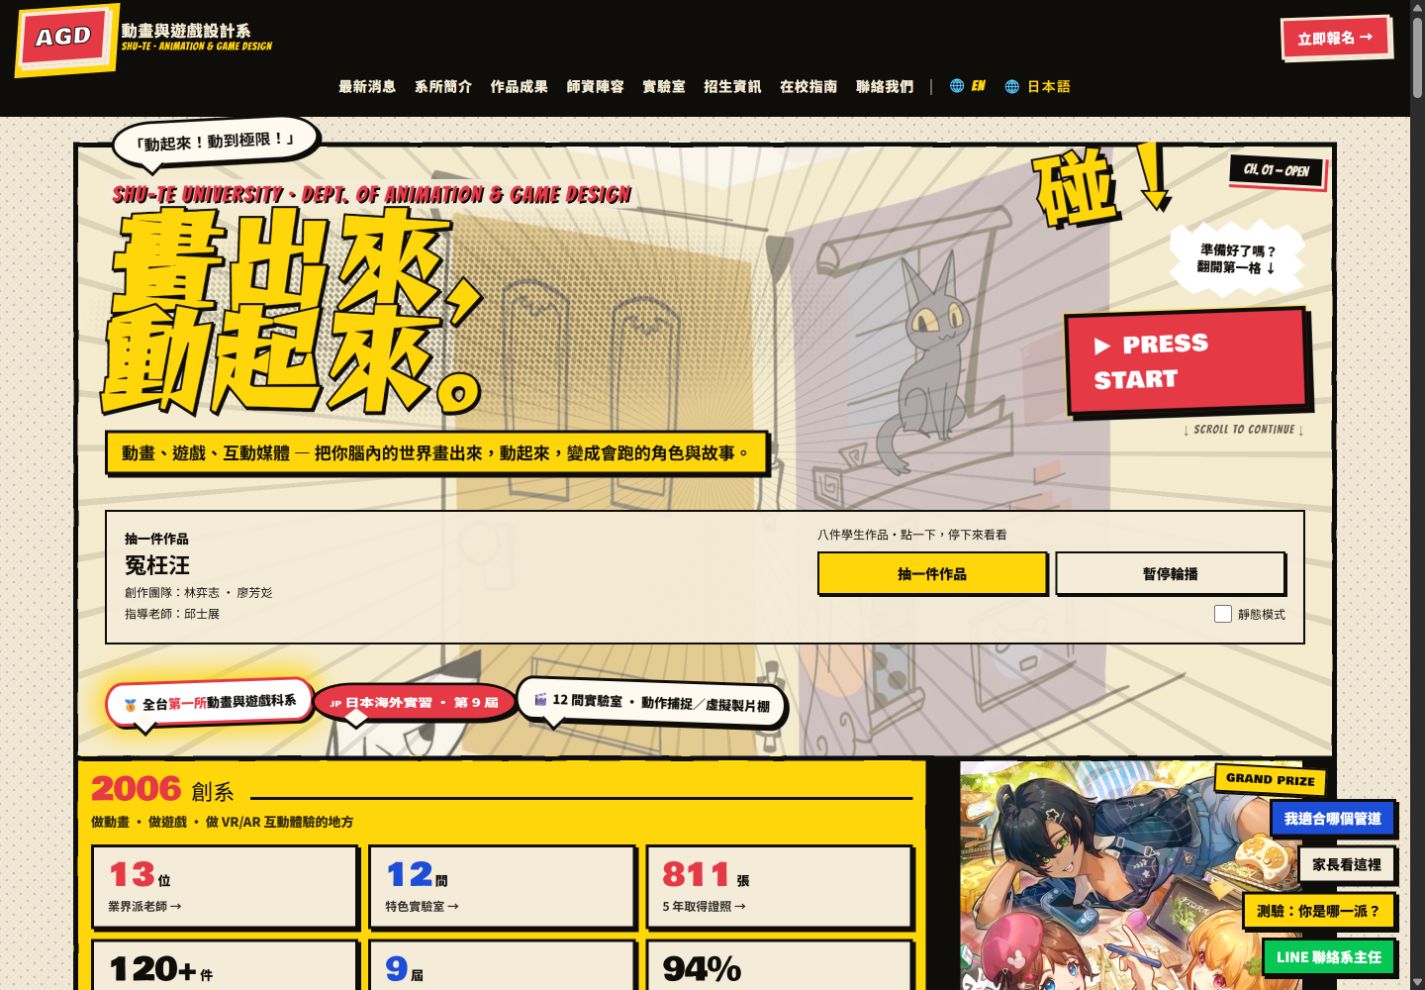 AGD
動畫與遊戲設計系
SHU-TE · ANIMATION & GAME DESIGN
立即報名 →
最新消息 系所簡介 作品成果 師資陣容 實驗室 招生資訊 在校指南 聯絡我們 | EN 日本語
「動起來！動到極限！」
SHU-TE UNIVERSITY · DEPT. OF ANIMATION & GAME DESIGN
碰！
CH. 01 — OPEN
畫出來，
動起來。
準備好了嗎？
翻開第一格 ↓
▶ PRESS
START
↓ SCROLL TO CONTINUE ↓
動畫、遊戲、互動媒體 — 把你腦內的世界畫出來，動起來，變成會跑的角色與故事。
抽一件作品
冤枉汪
創作團隊：林弈志 · 廖芳彣
指導老師：邱士展
八件學生作品・點一下，停下來看看
抽一件作品
暫停輪播
靜態模式
全台第一所動畫與遊戲科系
JP 日本海外實習 · 第 9 屆
12 間實驗室 · 動作捕捉／虛擬製片棚
2006 創系
做動畫 · 做遊戲 · 做 VR/AR 互動體驗的地方
13 位
業界派老師 →
12 間
特色實驗室 →
811 張
5 年取得證照 →
120+ 件
9 屆
94%
GRAND PRIZE
我適合哪個管道
家長看這裡
測驗：你是哪一派？
LINE 聯絡系主任